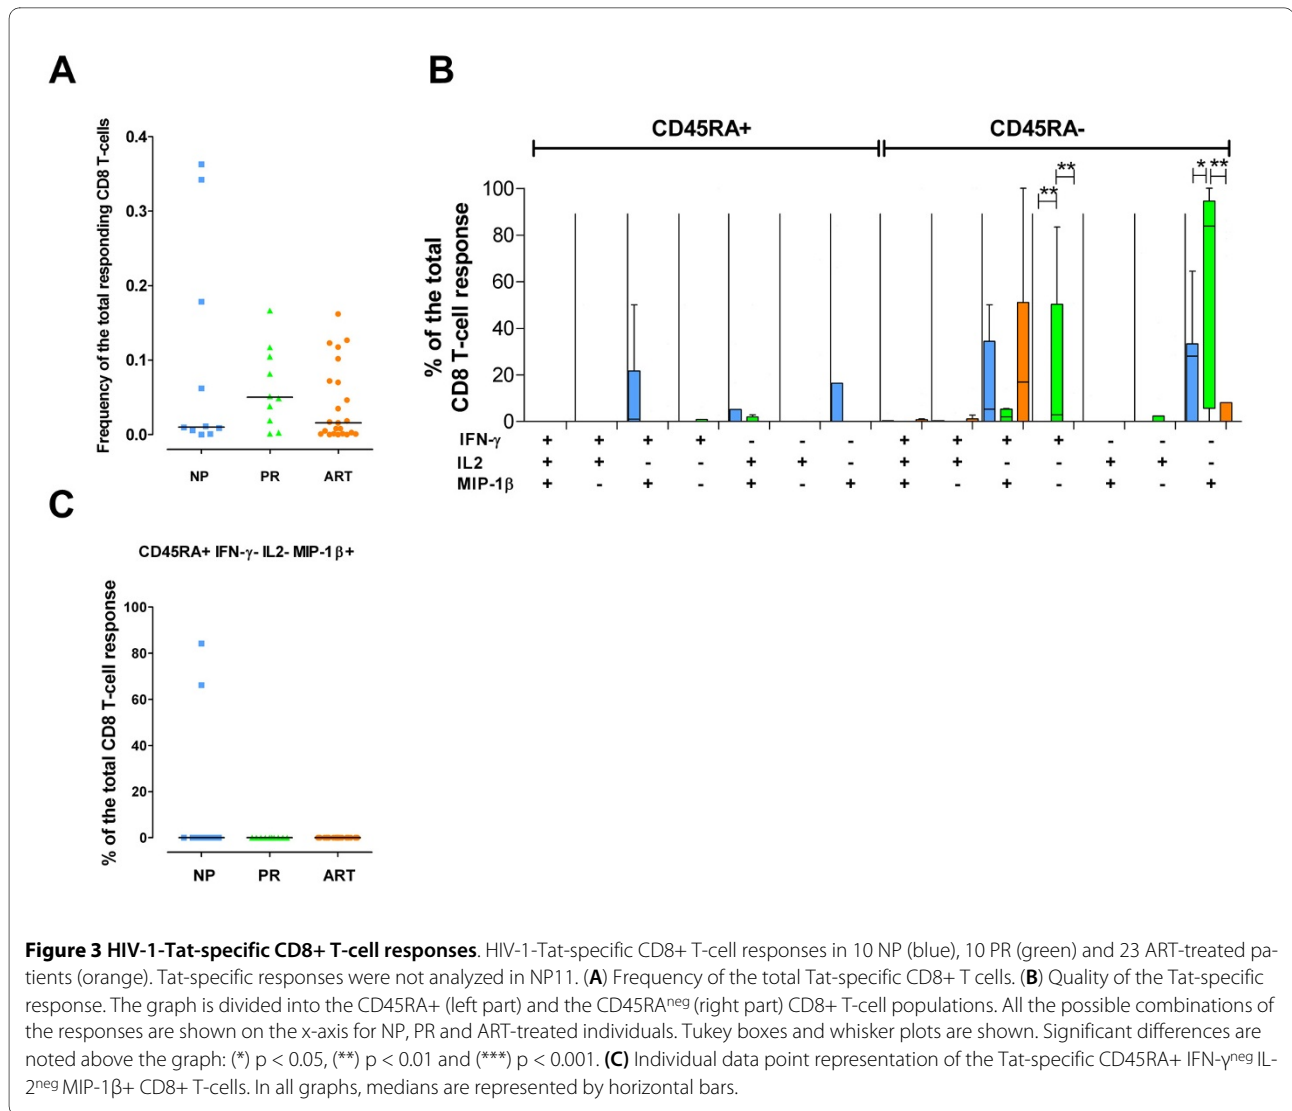 A
B
Frequency of the total responding CD8 T-cells
0.4
0.3
0.2
0.1
0.0
NP PR ART
CD45RA+ CD45RA-
* **
**
**
% of the total
CD8 T-cell response
100
80
60
40
20
0
IFN-γ + + + + - - - + + + + - - -
IL2 + + - - + + - + + - - + + -
MIP-1β + - + - + - + + - + - + - +
C
CD45RA+ IFN-γ- IL2- MIP-1β+
% of the total CD8 T-cell response
100
80
60
40
20
0
NP PR ART
Figure 3 HIV-1-Tat-specific CD8+ T-cell responses. HIV-1-Tat-specific CD8+ T-cell responses in 10 NP (blue), 10 PR (green) and 23 ART-treated pa-
tients (orange). Tat-specific responses were not analyzed in NP11. (A) Frequency of the total Tat-specific CD8+ T cells. (B) Quality of the Tat-specific
response. The graph is divided into the CD45RA+ (left part) and the CD45RAneg (right part) CD8+ T-cell populations. All the possible combinations of
the responses are shown on the x-axis for NP, PR and ART-treated individuals. Tukey boxes and whisker plots are shown. Significant differences are
noted above the graph: (*) p < 0.05, (**) p < 0.01 and (***) p < 0.001. (C) Individual data point representation of the Tat-specific CD45RA+ IFN-γneg IL-
2neg MIP-1β+ CD8+ T-cells. In all graphs, medians are represented by horizontal bars.